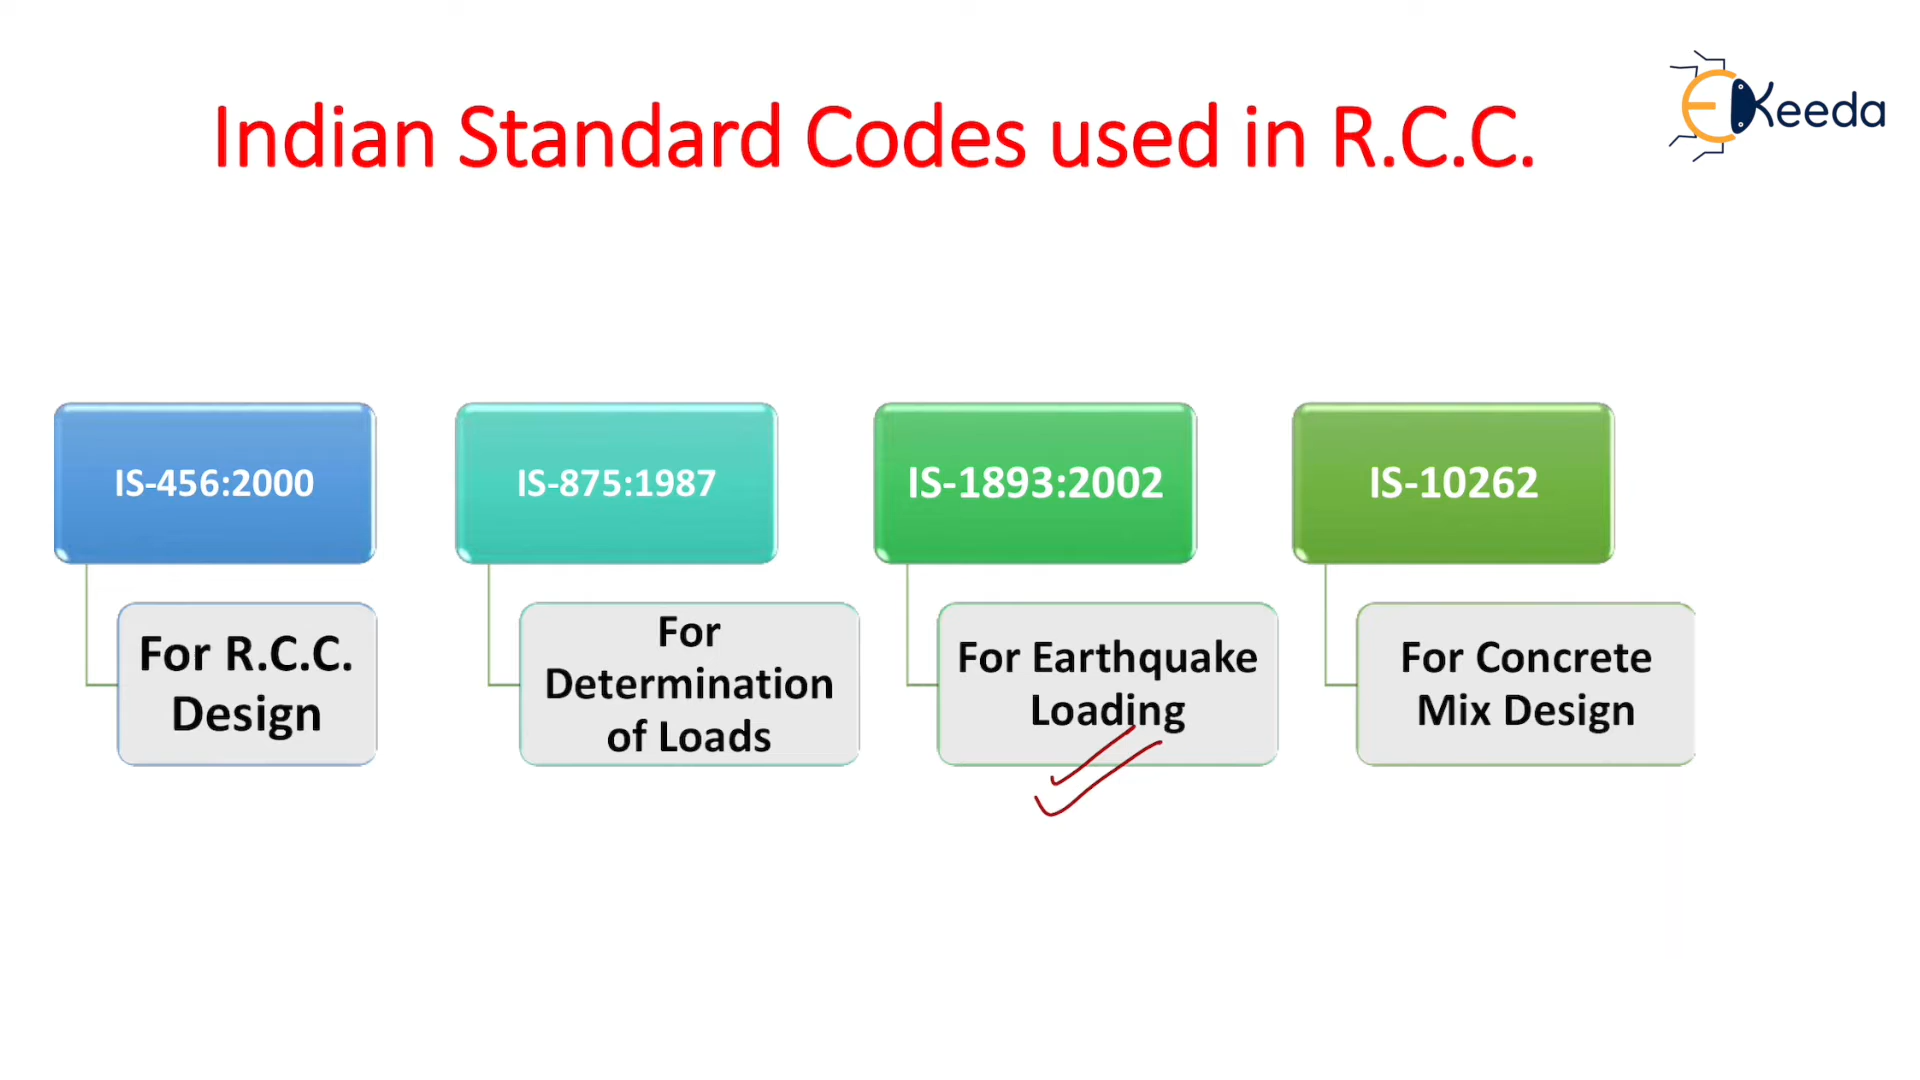 Indian Standard Codes used in R.C.C.
EKeeda
IS-456:2000
For R.C.C.
Design
IS-875:1987
For
Determination
of Loads
IS-1893:2002
For Earthquake
Loading
IS-10262
For Concrete
Mix Design